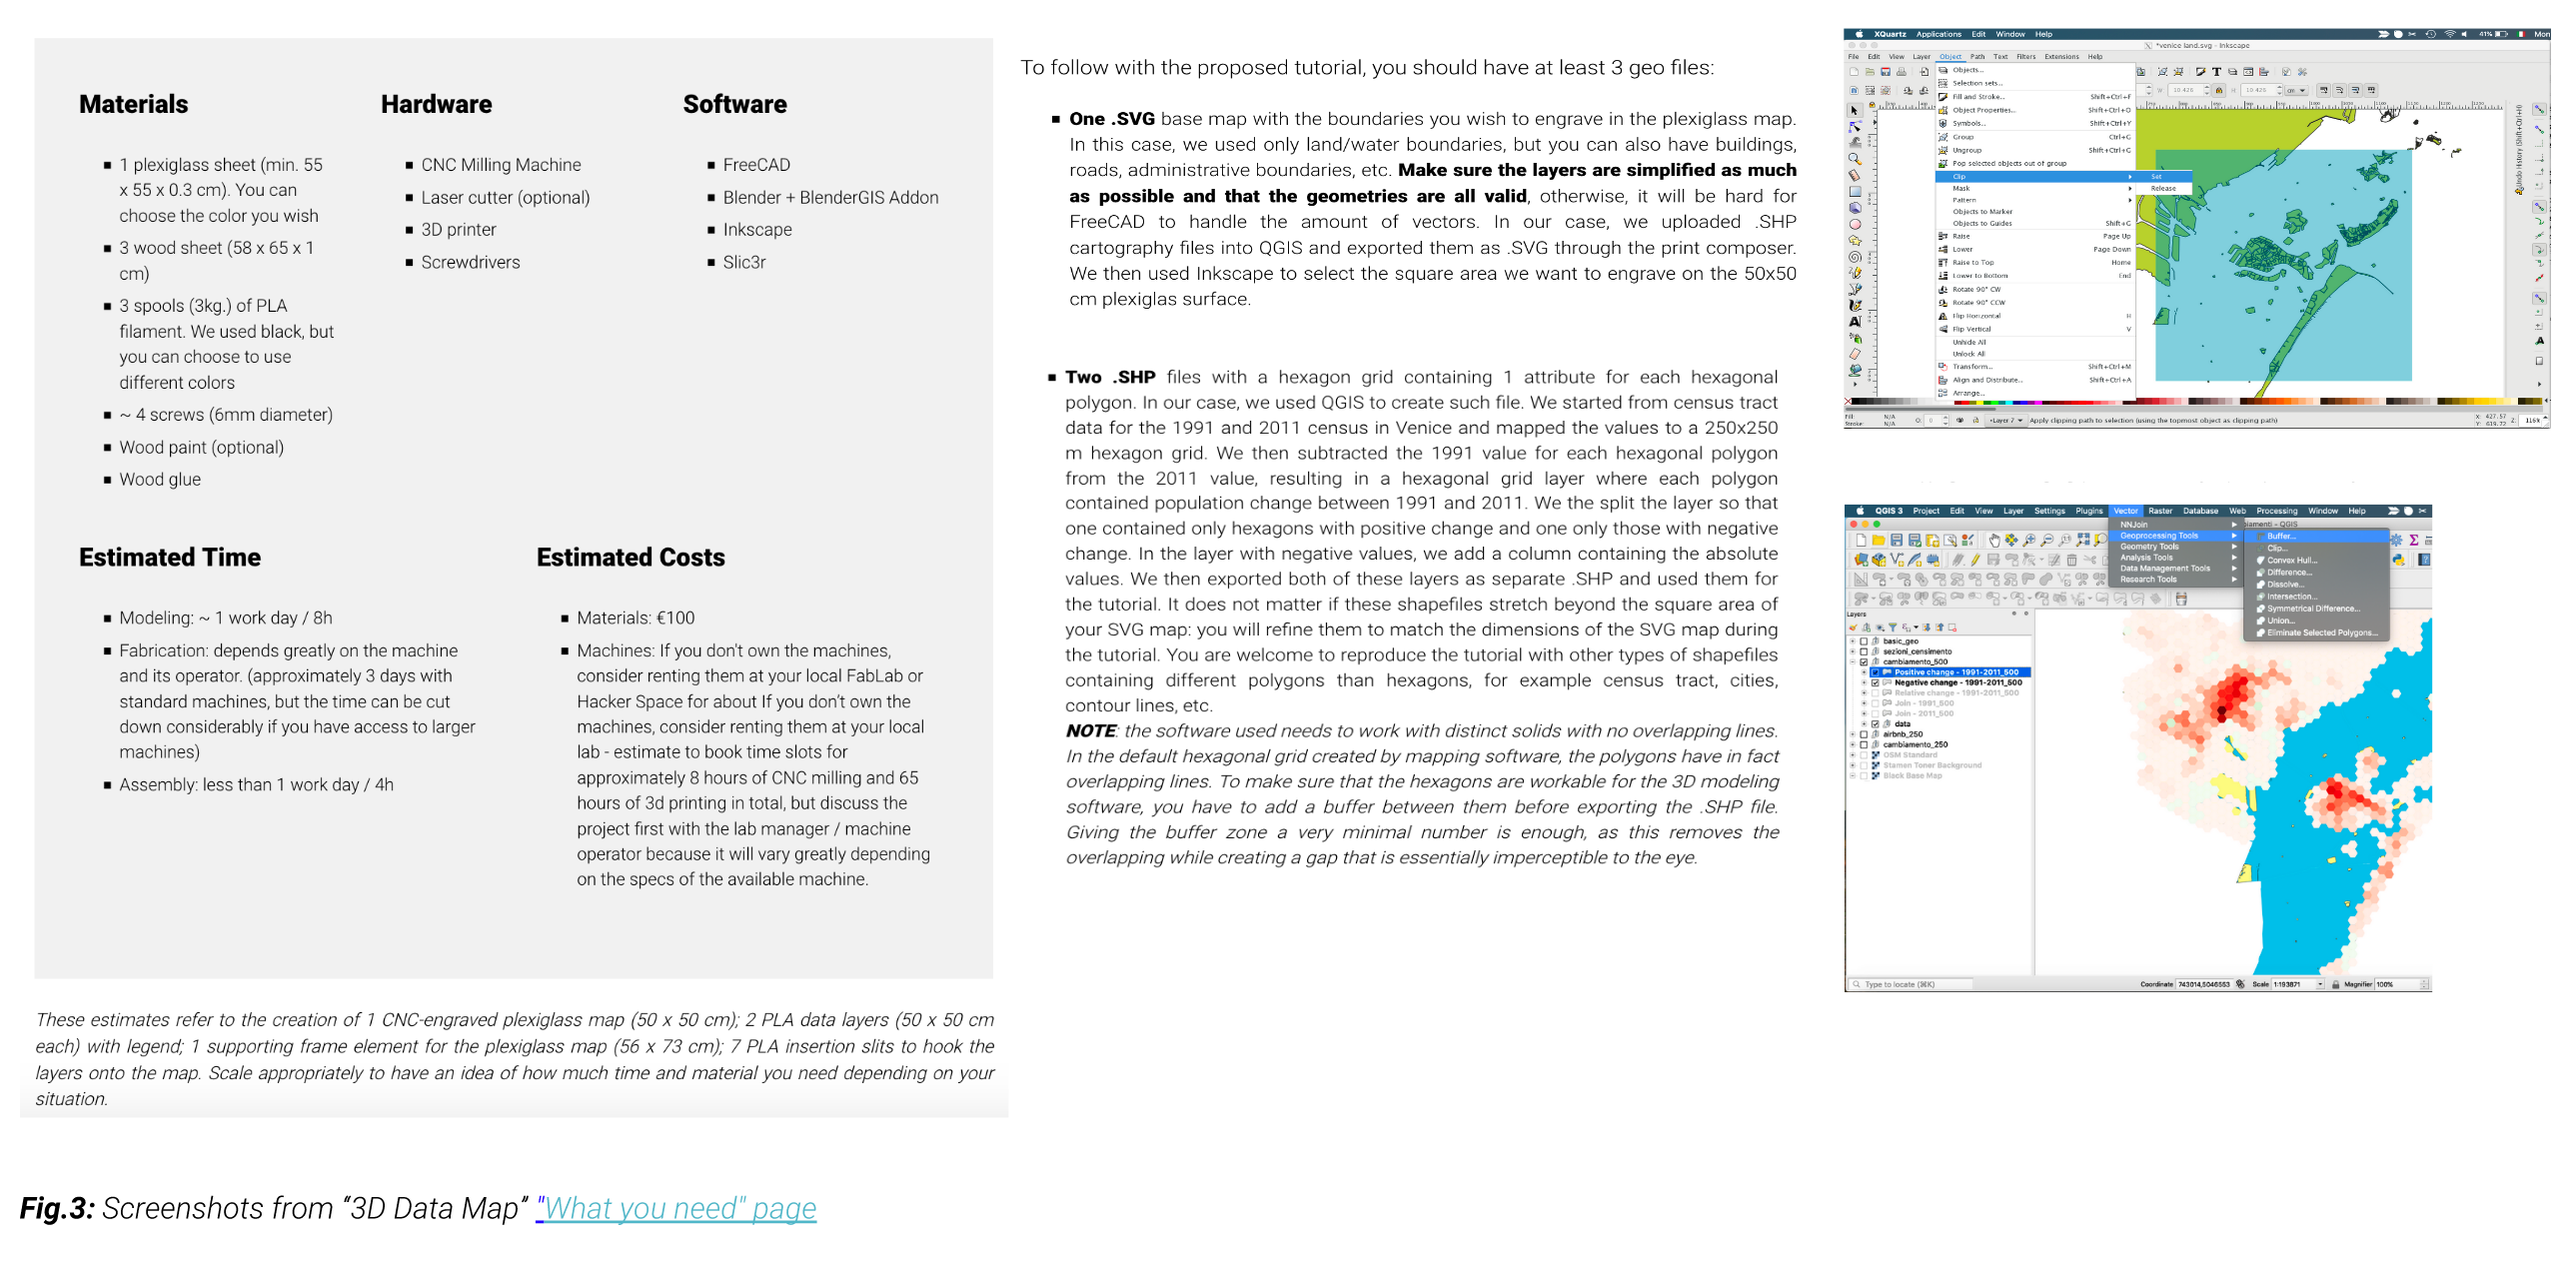 Materials
1 plexiglass sheet (min. 55
x 55 x 0.3 cm). You can
choose the color you wish
3 wood sheet (58 x 65 x 1
cm)
3 spools (3kg.) of PLA
filament. We used black, but
you can choose to use
different colors
~ 4 screws (6mm diameter)
Wood paint (optional)
Wood glue
Hardware
CNC Milling Machine
Laser cutter (optional)
3D printer
Screwdrivers
Software
FreeCAD
Blender + BlenderGIS Addon
Inkscape
Slic3r
Estimated Time
Modeling: ~ 1 work day / 8h
Fabrication: depends greatly on the machine
and its operator. (approximately 3 days with
standard machines, but the time can be cut
down considerably if you have access to larger
machines)
Assembly: less than 1 work day / 4h
Estimated Costs
Materials: €100
Machines: If you don't own the machines,
consider renting them at your local FabLab or
Hacker Space for about If you don't own the
machines, consider renting them at your local
lab - estimate to book time slots for
approximately 8 hours of CNC milling and 65
hours of 3d printing in total, but discuss the
project first with the lab manager / machine
operator because it will vary greatly depending
on the specs of the available machine.
These estimates refer to the creation of 1 CNC-engraved plexiglass map (50 x 50 cm); 2 PLA data layers (50 x 50 cm
each) with legend; 1 supporting frame element for the plexiglass map (56 x 73 cm); 7 PLA insertion slits to hook the
layers onto the map. Scale appropriately to have an idea of how much time and material you need depending on your
situation.
To follow with the proposed tutorial, you should have at least 3 geo files:
One .SVG base map with the boundaries you wish to engrave in the plexiglass map.
In this case, we used only land/water boundaries, but you can also have buildings,
roads, administrative boundaries, etc. Make sure the layers are simplified as much
as possible and that the geometries are all valid, otherwise, it will be hard for
FreeCAD to handle the amount of vectors. In our case, we uploaded .SHP
cartography files into QGIS and exported them as .SVG through the print composer.
We then used Inkscape to select the square area we want to engrave on the 50x50
cm plexiglas surface.
Two .SHP files with a hexagon grid containing 1 attribute for each hexagonal
polygon. In our case, we used QGIS to create such file. We started from census tract
data for the 1991 and 2011 census in Venice and mapped the values to a 250x250
m hexagon grid. We then subtracted the 1991 value for each hexagonal polygon
from the 2011 value, resulting in a hexagonal grid layer where each polygon
contained population change between 1991 and 2011. We the split the layer so that
one contained only hexagons with positive change and one only those with negative
change. In the layer with negative values, we add a column containing the absolute
values. We then exported both of these layers as separate .SHP and used them for
the tutorial. It does not matter if these shapefiles stretch beyond the square area of
your SVG map: you will refine them to match the dimensions of the SVG map during
the tutorial. You are welcome to reproduce the tutorial with other types of shapefiles
containing different polygons than hexagons, for example census tract, cities,
contour lines, etc.
NOTE: the software used needs to work with distinct solids with no overlapping lines.
In the default hexagonal grid created by mapping software, the polygons have in fact
overlapping lines. To make sure that the hexagons are workable for the 3D modeling
software, you have to add a buffer between them before exporting the .SHP file.
Giving the buffer zone a very minimal number is enough, as this removes the
overlapping while creating a gap that is essentially imperceptible to the eye.
XQuartz Applications Edit Window Help 41% Mon
*venice land.svg - Inkscape
File Edit View Layer Object Path Text Filters Extensions Help
Objects...
Selection sets...
Fill and Stroke... Shift+Ctrl+F
Object Properties... Shift+Ctrl+O
Symbols... Shift+Ctrl+Y
Group Ctrl+G
Ungroup Shift+Ctrl+G
Pop selected objects out of group
Clip Set
Mask Release
Pattern
Objects to Marker
Objects to Guides Shift+G
Raise Page Up
Lower Page Down
Raise to Top Home
Lower to Bottom End
Rotate 90° CW
Rotate 90° CCW
Flip Horizontal H
Flip Vertical V
Unhide All
Unlock All
Transform... Shift+Ctrl+M
Align and Distribute... Shift+Ctrl+A
Arrange...
Undo History (Shift+Ctrl+H)
Fill: N/A
Stroke: N/A
Layer 7 Apply clipping path to selection (using the topmost object as clipping path)
X: 427.57
Y: 619.72
Z: 116%
QGIS 3 Project Edit View Layer Settings Plugins Vector Raster Database Web Processing Window Help
NNJoin
Geoprocessing Tools
Geometry Tools
Analysis Tools
Data Management Tools
Research Tools
Buffer...
Clip...
Convex Hull...
Difference...
Dissolve...
Intersection...
Symmetrical Difference...
Union...
Eliminate Selected Polygons...
Layers
basic_geo
sezioni_censimento
cambiamento_500
Positive change - 1991-2011_500
Negative change - 1991-2011_500
Relative change - 1991-2011_500
Join - 1991_500
Join - 2011_500
data
airbnb_250
cambiamento_250
OSM Standard
Stamen Toner Background
Black Base Map
Type to locate (⌘K)
Coordinate 743014,5046553 Scale 1:193871 Magnifier 100%
Fig.3: Screenshots from “3D Data Map” "What you need" page